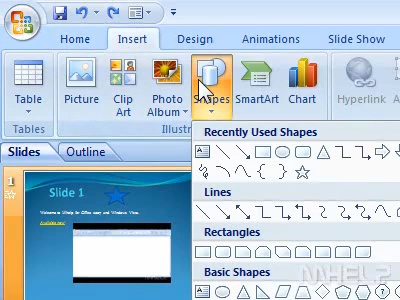 Home Insert Design Animations Slide Show
Table Picture Clip Art Photo Album Shapes SmartArt Chart Hyperlink A
Tables Illustr
Recently Used Shapes
Slides Outline
Lines
1
Slide 1
Rectangles
Basic Shapes
MHELP